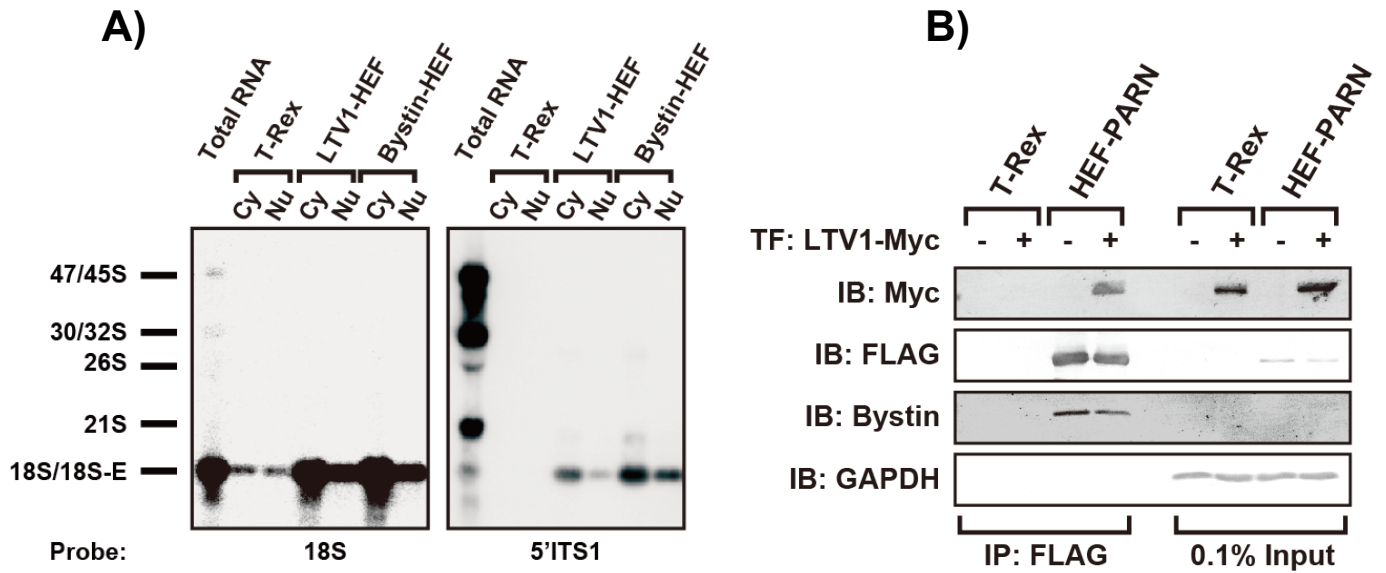 A)
Total RNA T-Rex LTV1-HEF Bystin-HEF Total RNA T-Rex LTV1-HEF Bystin-HEF
Cy Nu Cy Nu Cy Nu Cy Nu Cy Nu Cy Nu
47/45S
30/32S
26S
21S
18S/18S-E
Probe: 18S 5'ITS1
B)
T-Rex HEF-PARN T-Rex HEF-PARN
TF: LTV1-Myc - + - + - + - +
IB: Myc
IB: FLAG
IB: Bystin
IB: GAPDH
IP: FLAG 0.1% Input